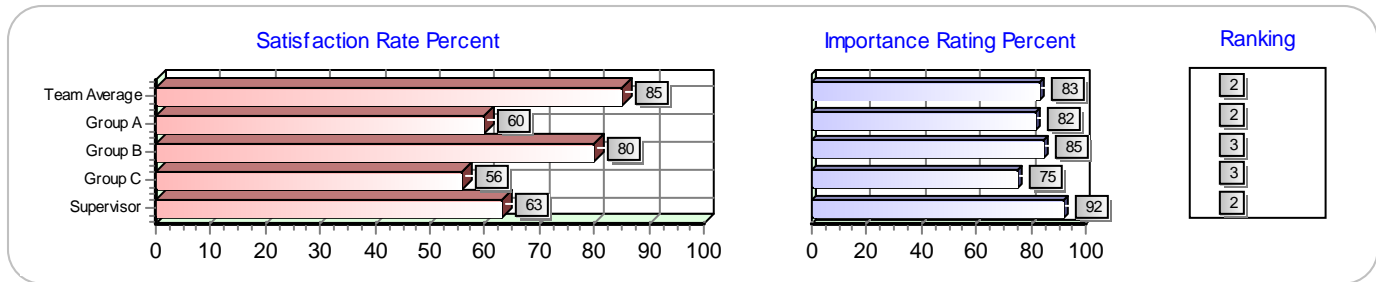 Satisfaction Rate Percent
Importance Rating Percent
Ranking
Team Average 85 83 2
Group A 60 82 2
Group B 80 85 3
Group C 56 75 3
Supervisor 63 92 2
0 10 20 30 40 50 60 70 80 90 100
0 20 40 60 80 100